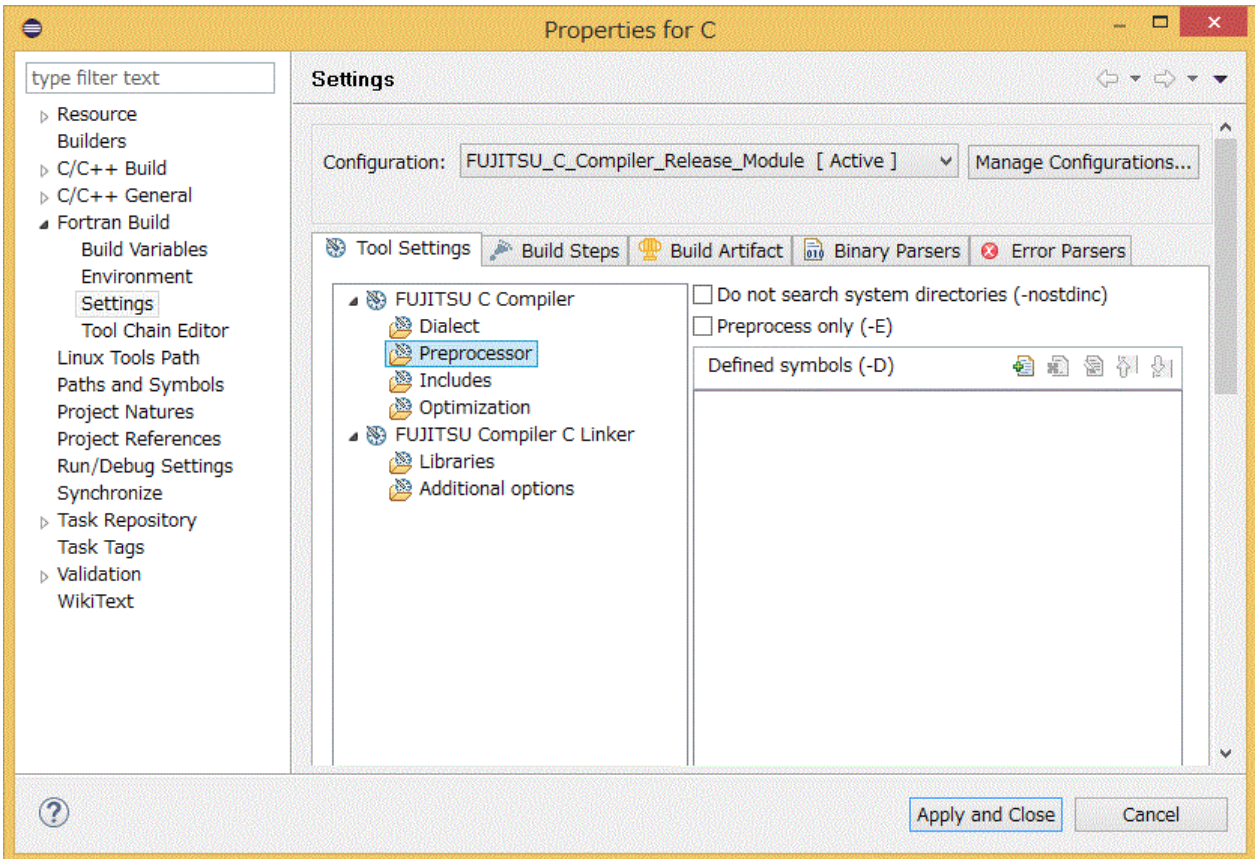 Properties for C
type filter text
Resource
Builders
C/C++ Build
C/C++ General
Fortran Build
Build Variables
Environment
Settings
Tool Chain Editor
Linux Tools Path
Paths and Symbols
Project Natures
Project References
Run/Debug Settings
Synchronize
Task Repository
Task Tags
Validation
WikiText
Settings
Configuration: FUJITSU_C_Compiler_Release_Module [ Active ] Manage Configurations...
Tool Settings Build Steps Build Artifact 010 Binary Parsers Error Parsers
FUJITSU C Compiler
Dialect
Preprocessor
Includes
Optimization
FUJITSU Compiler C Linker
Libraries
Additional options
Do not search system directories (-nostdinc)
Preprocess only (-E)
Defined symbols (-D)
? Apply and Close Cancel